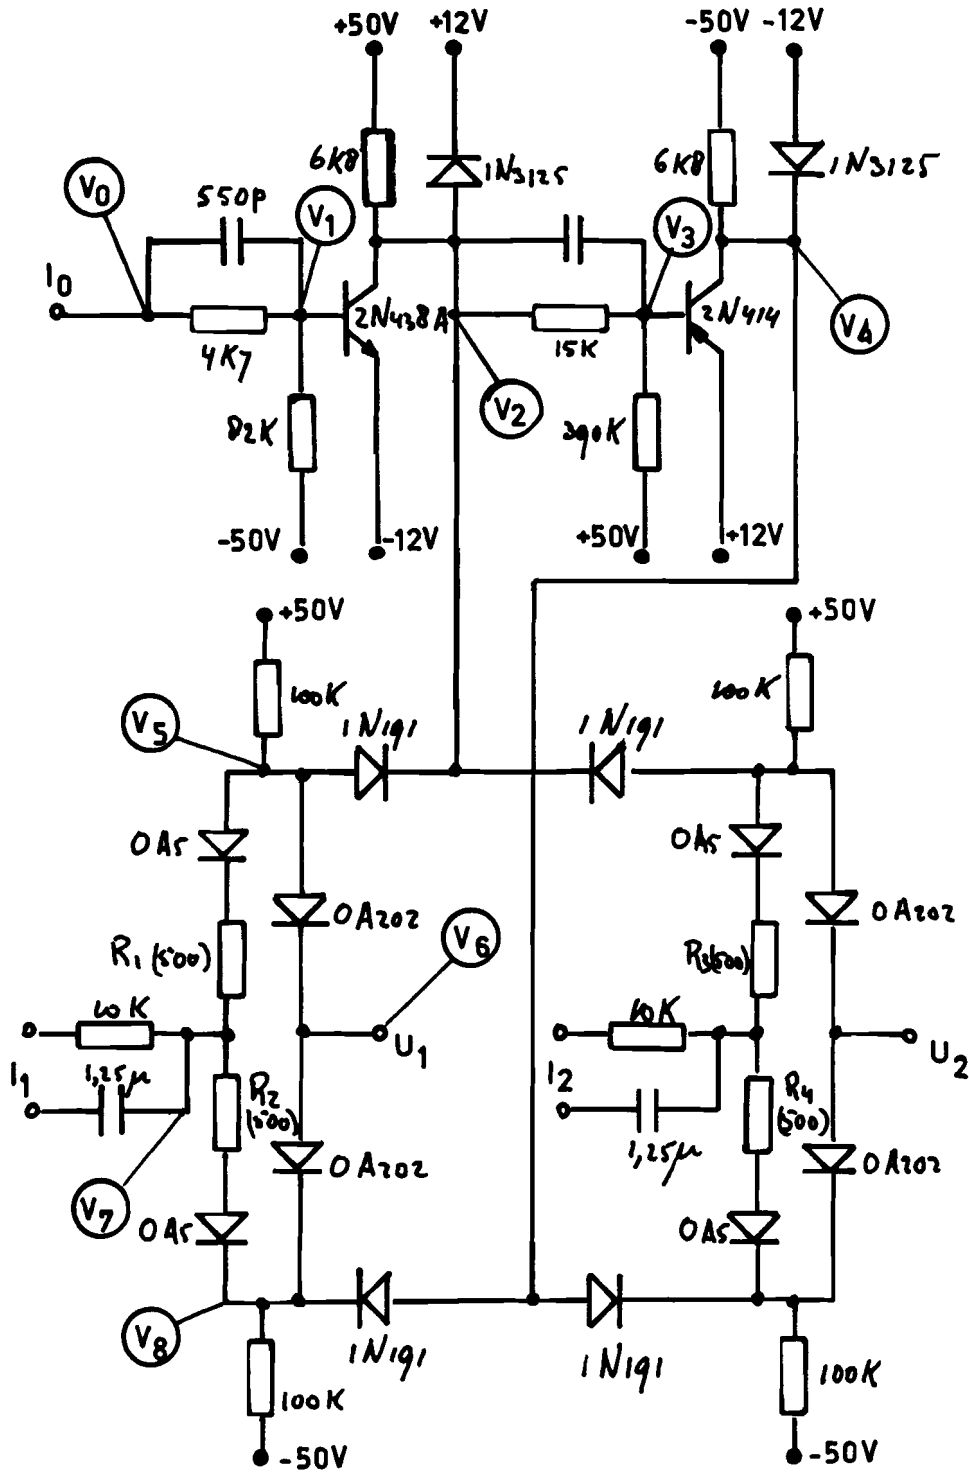 +50V +12V -50V -12V
6K8 1N3125 6K8 1N3125
V0 550P V1 V3
I0 2N438A 2N414
4K7 15K V4
82K V2 390K
-50V -12V +50V +12V
+50V +50V
100K 100K
V5 1N191 1N191
OA5 OA5
OA202 OA202
R1 (500) V6 R3 (500)
10K 10K
U1 U2
I1 1,25μ R2 (500) I2 1,25μ R4 (500)
OA202 OA202
V7 OA5 OA5
V8 1N191 1N191
100K 100K
-50V -50V